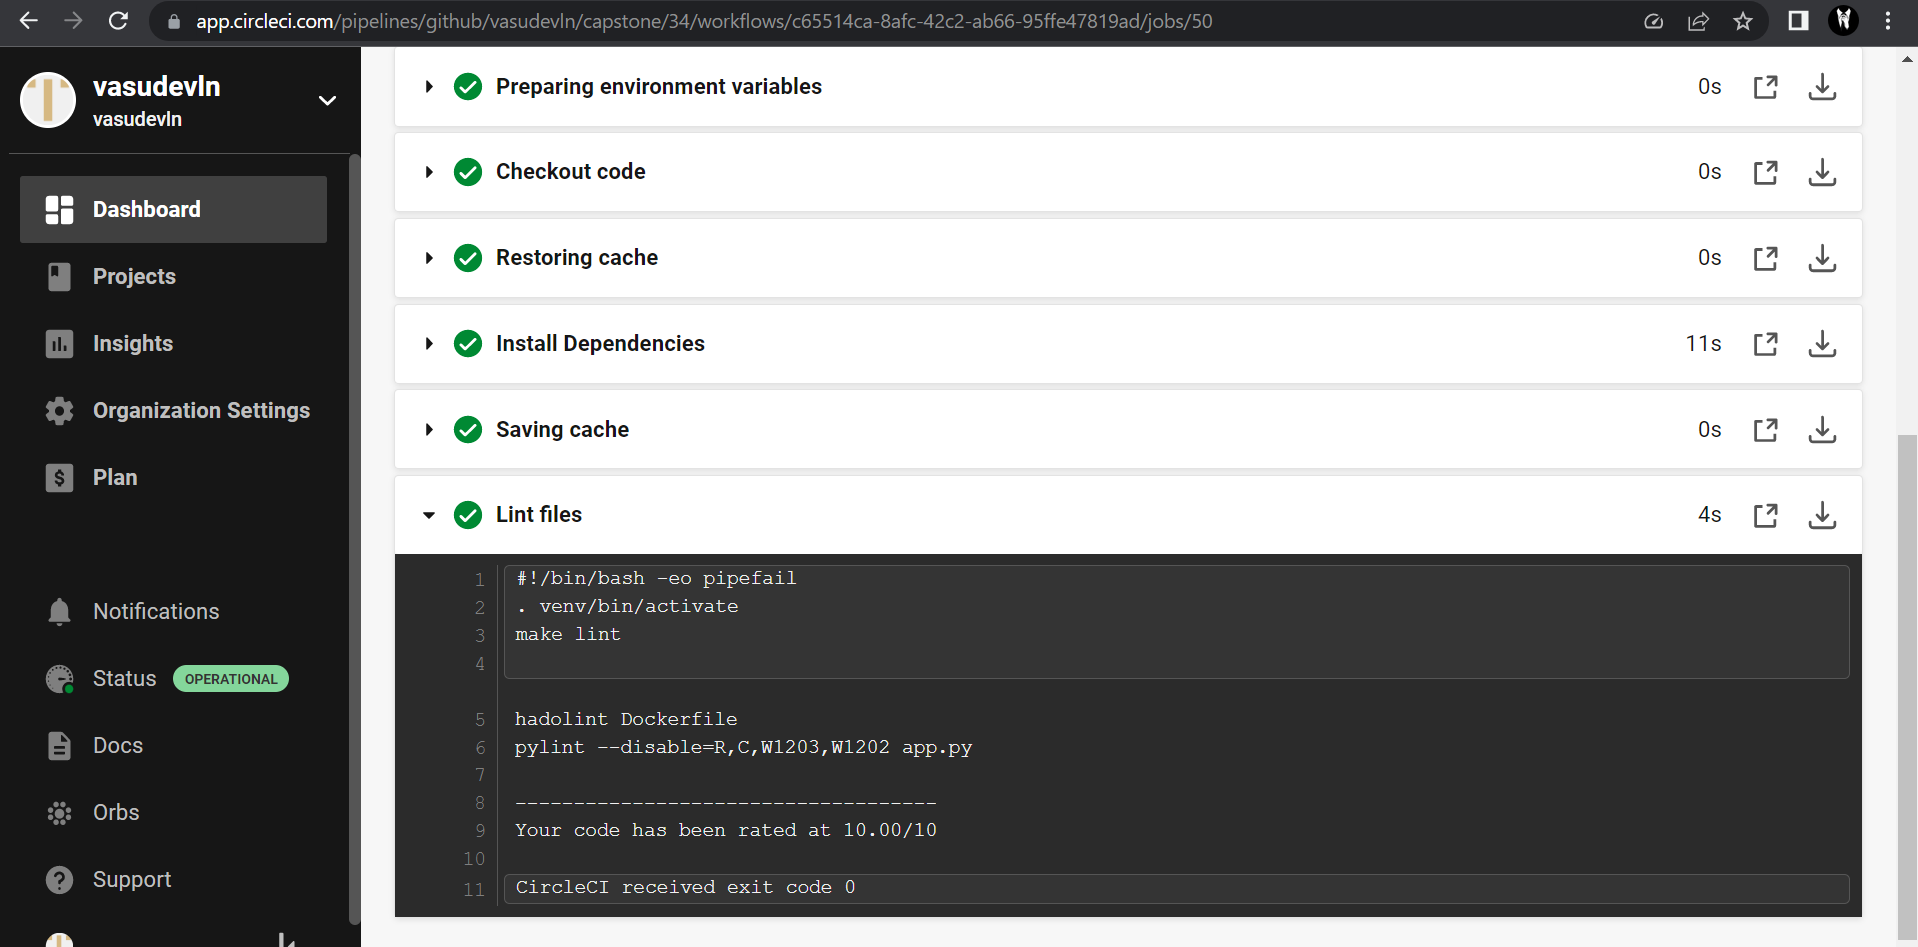 app.circleci.com/pipelines/github/vasudevln/capstone/34/workflows/c65514ca-8afc-42c2-ab66-95ffe47819ad/jobs/50
vasudevln
vasudevln
Dashboard
Projects
Insights
Organization Settings
Plan
Notifications
Status OPERATIONAL
Docs
Orbs
Support
Preparing environment variables 0s
Checkout code 0s
Restoring cache 0s
Install Dependencies 11s
Saving cache 0s
Lint files 4s
1 #!/bin/bash -eo pipefail
2 . venv/bin/activate
3 make lint
4
5 hadolint Dockerfile
6 pylint --disable=R,C,W1203,W1202 app.py
7
8 ------------------------------------
9 Your code has been rated at 10.00/10
10
11 CircleCI received exit code 0